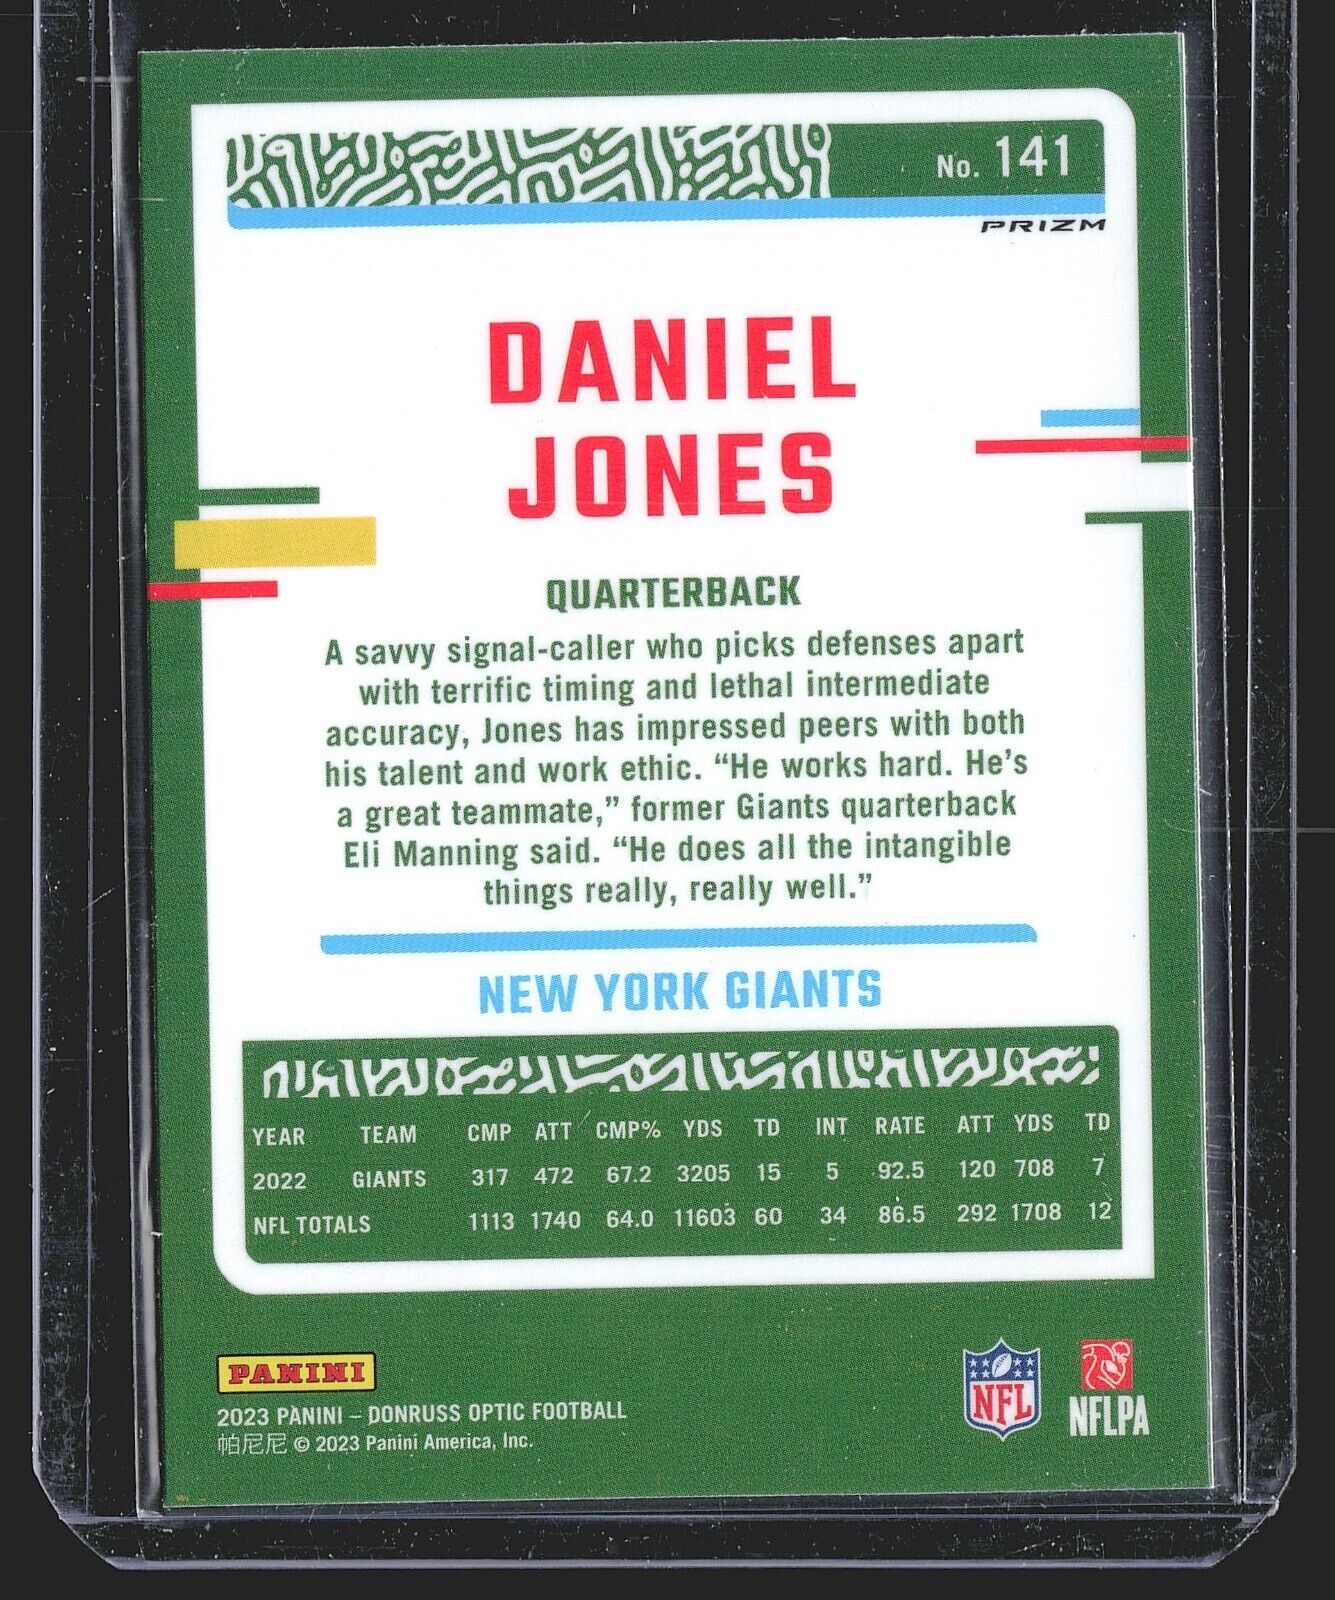 No. 141
PRIZM
DANIEL
JONES
QUARTERBACK
A savvy signal-caller who picks defenses apart
with terrific timing and lethal intermediate
accuracy, Jones has impressed peers with both
his talent and work ethic. “He works hard. He’s
a great teammate,” former Giants quarterback
Eli Manning said. “He does all the intangible
things really, really well.”
NEW YORK GIANTS
YEAR TEAM CMP ATT CMP% YDS TD INT RATE ATT YDS TD
2022 GIANTS 317 472 67.2 3205 15 5 92.5 120 708 7
NFL TOTALS 1113 1740 64.0 11603 60 34 86.5 292 1708 12
PANINI
2023 PANINI – DONRUSS OPTIC FOOTBALL
帕尼尼 © 2023 Panini America, Inc.
NFL
NFLPA